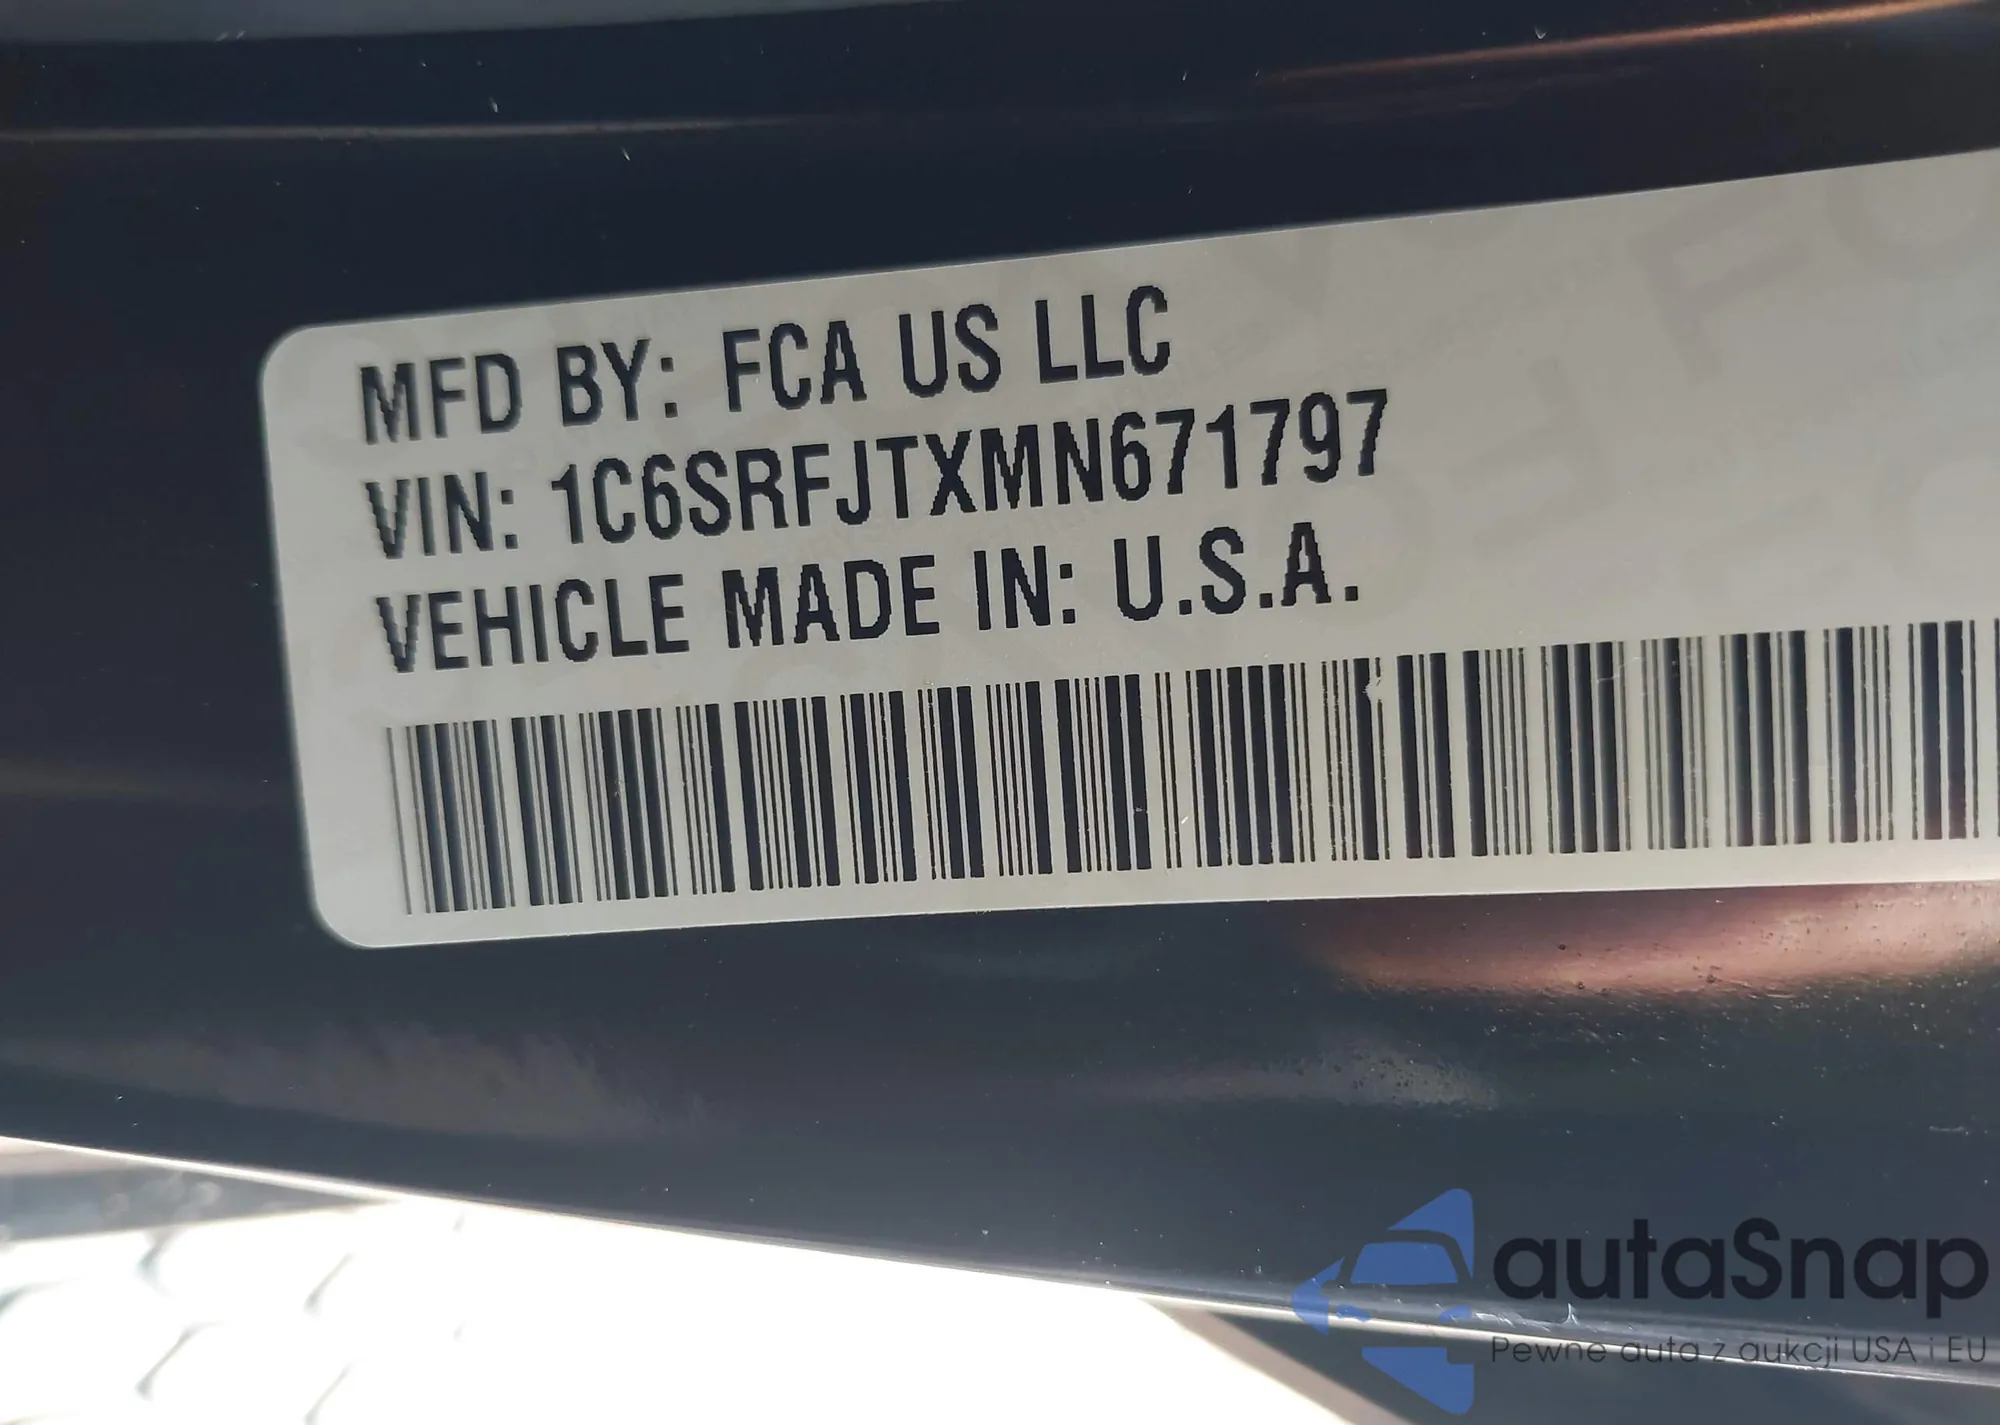 MFD BY: FCA US LLC
VIN: 1C6SRFJTXMN671797
VEHICLE MADE IN: U.S.A.
autaSnap
Pewne auta z aukcji USA i EU